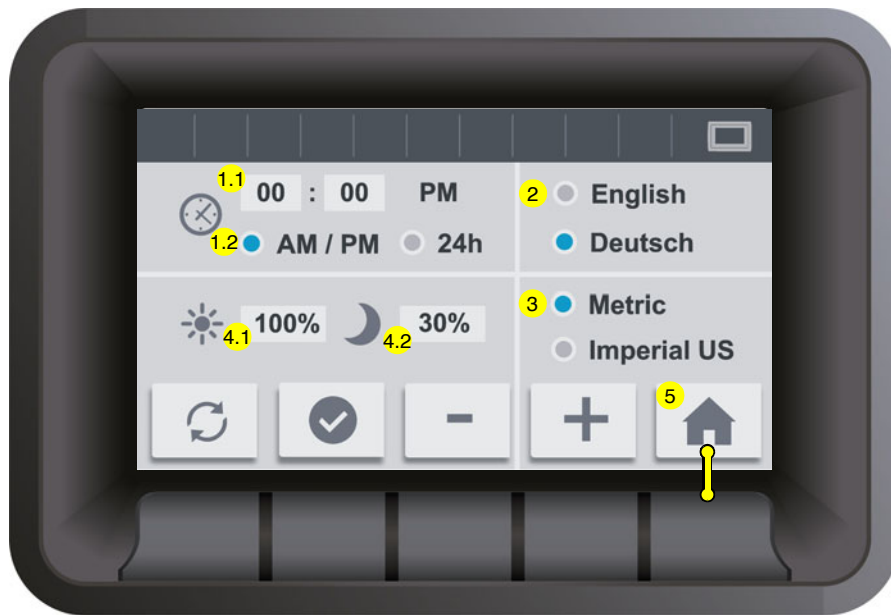 1.1 00 : 00 PM
1.2 AM / PM 24h
2 English
Deutsch
4.1 100% 4.2 30%
3 Metric
Imperial US
5